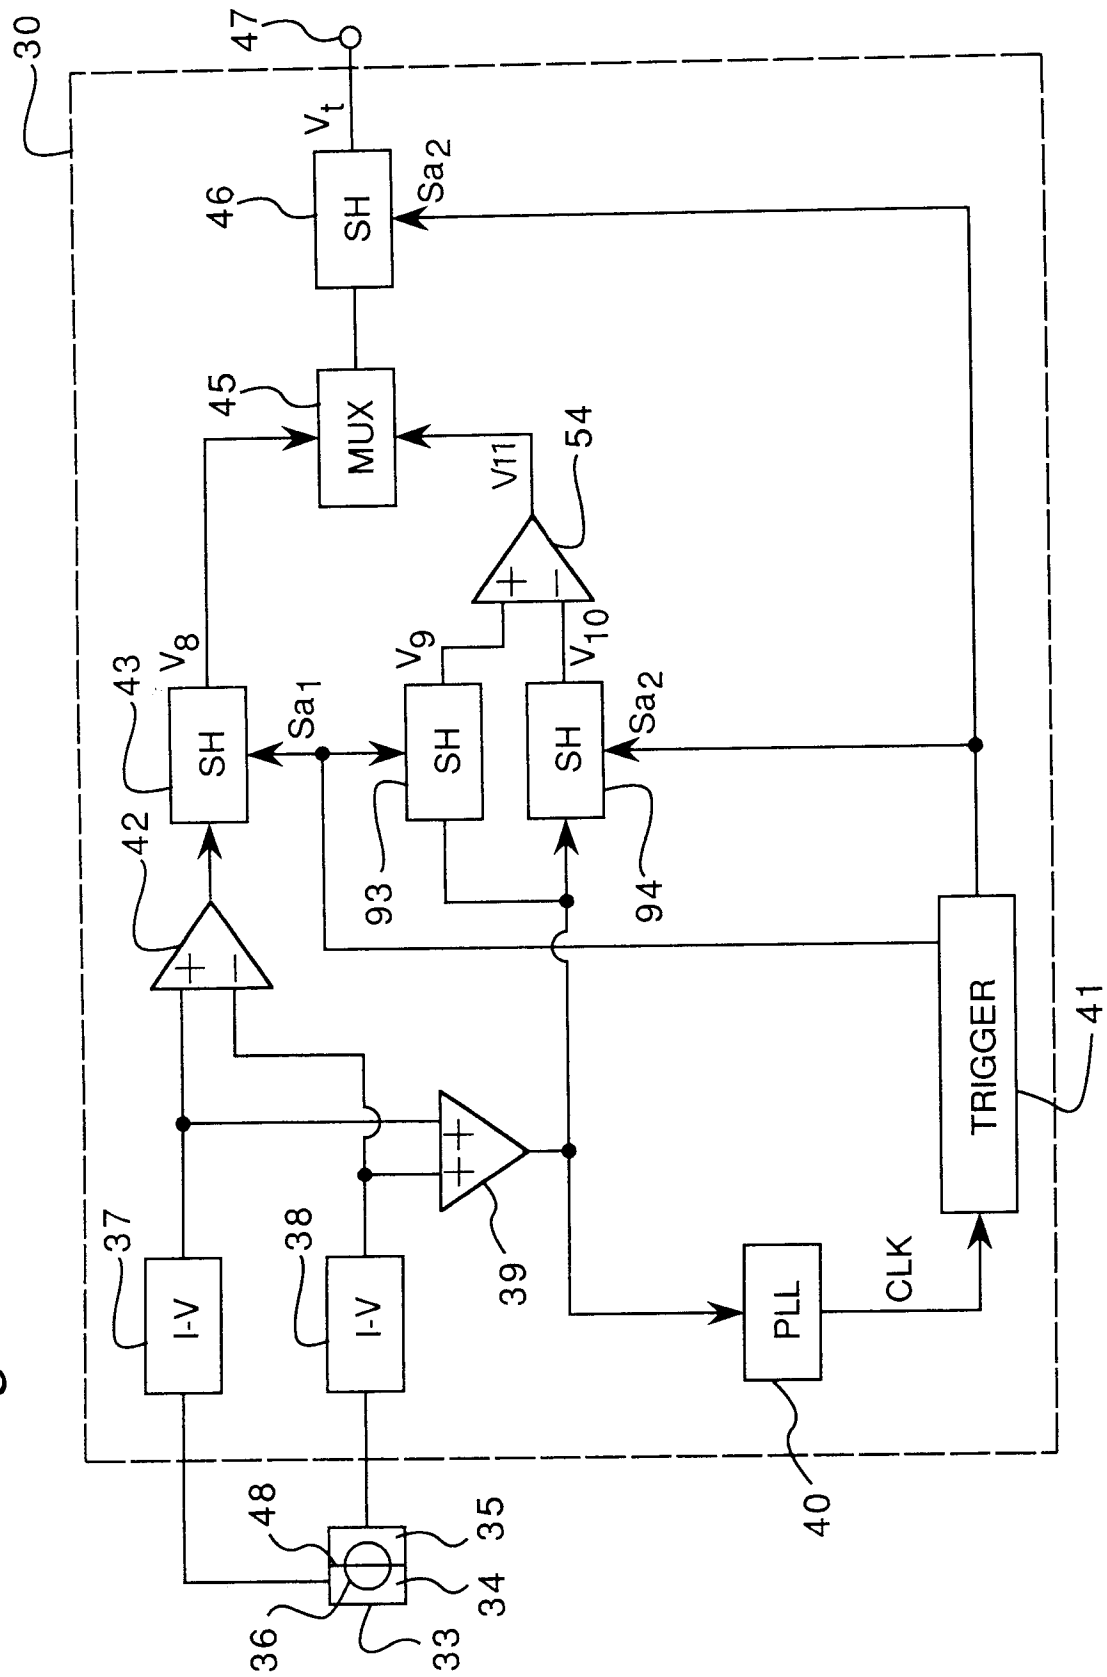 30
47
Vt
46
SH
Sa2
45
MUX
V11
54
V8
43
SH
Sa1
V9
V10
SH
93
SH
Sa2
94
42
+
−
+
−
37
I-V
38
I-V
+
+
39
TRIGGER
41
PLL
CLK
40
48
35
36
34
33